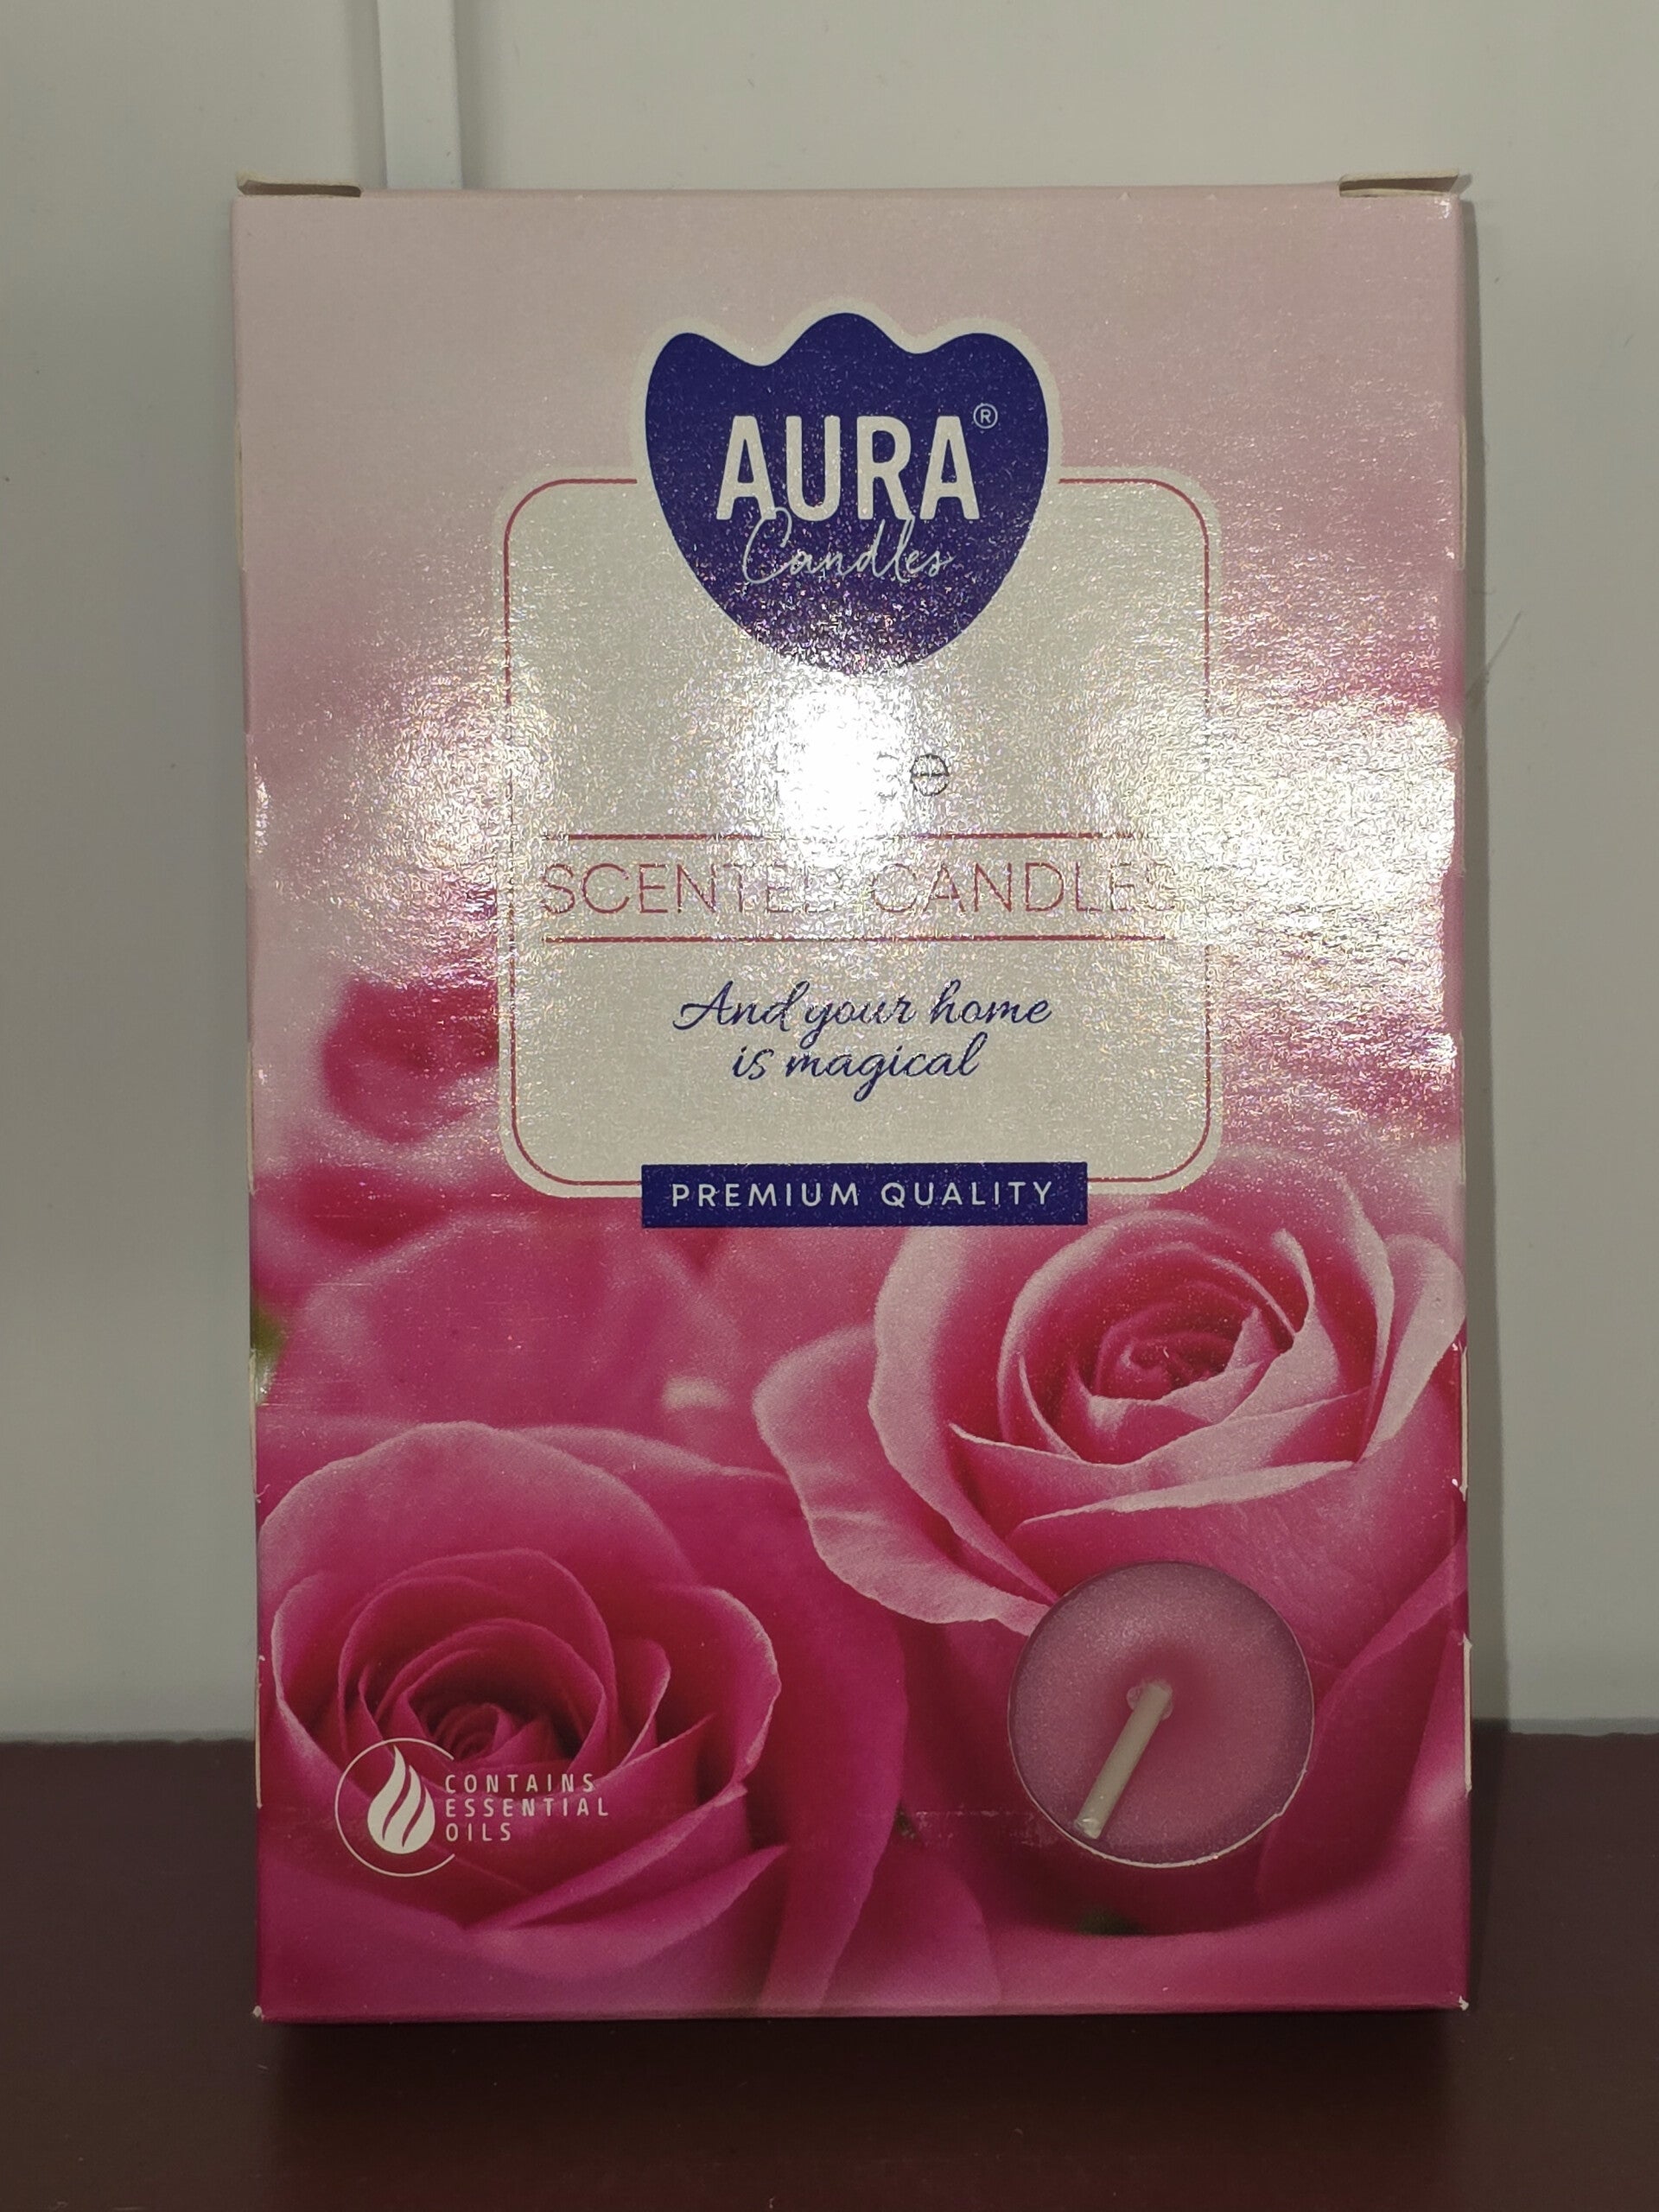 AURA®
Candles
SCENTED CANDLES
And your home
is magical
PREMIUM QUALITY
CONTAINS
ESSENTIAL
OILS